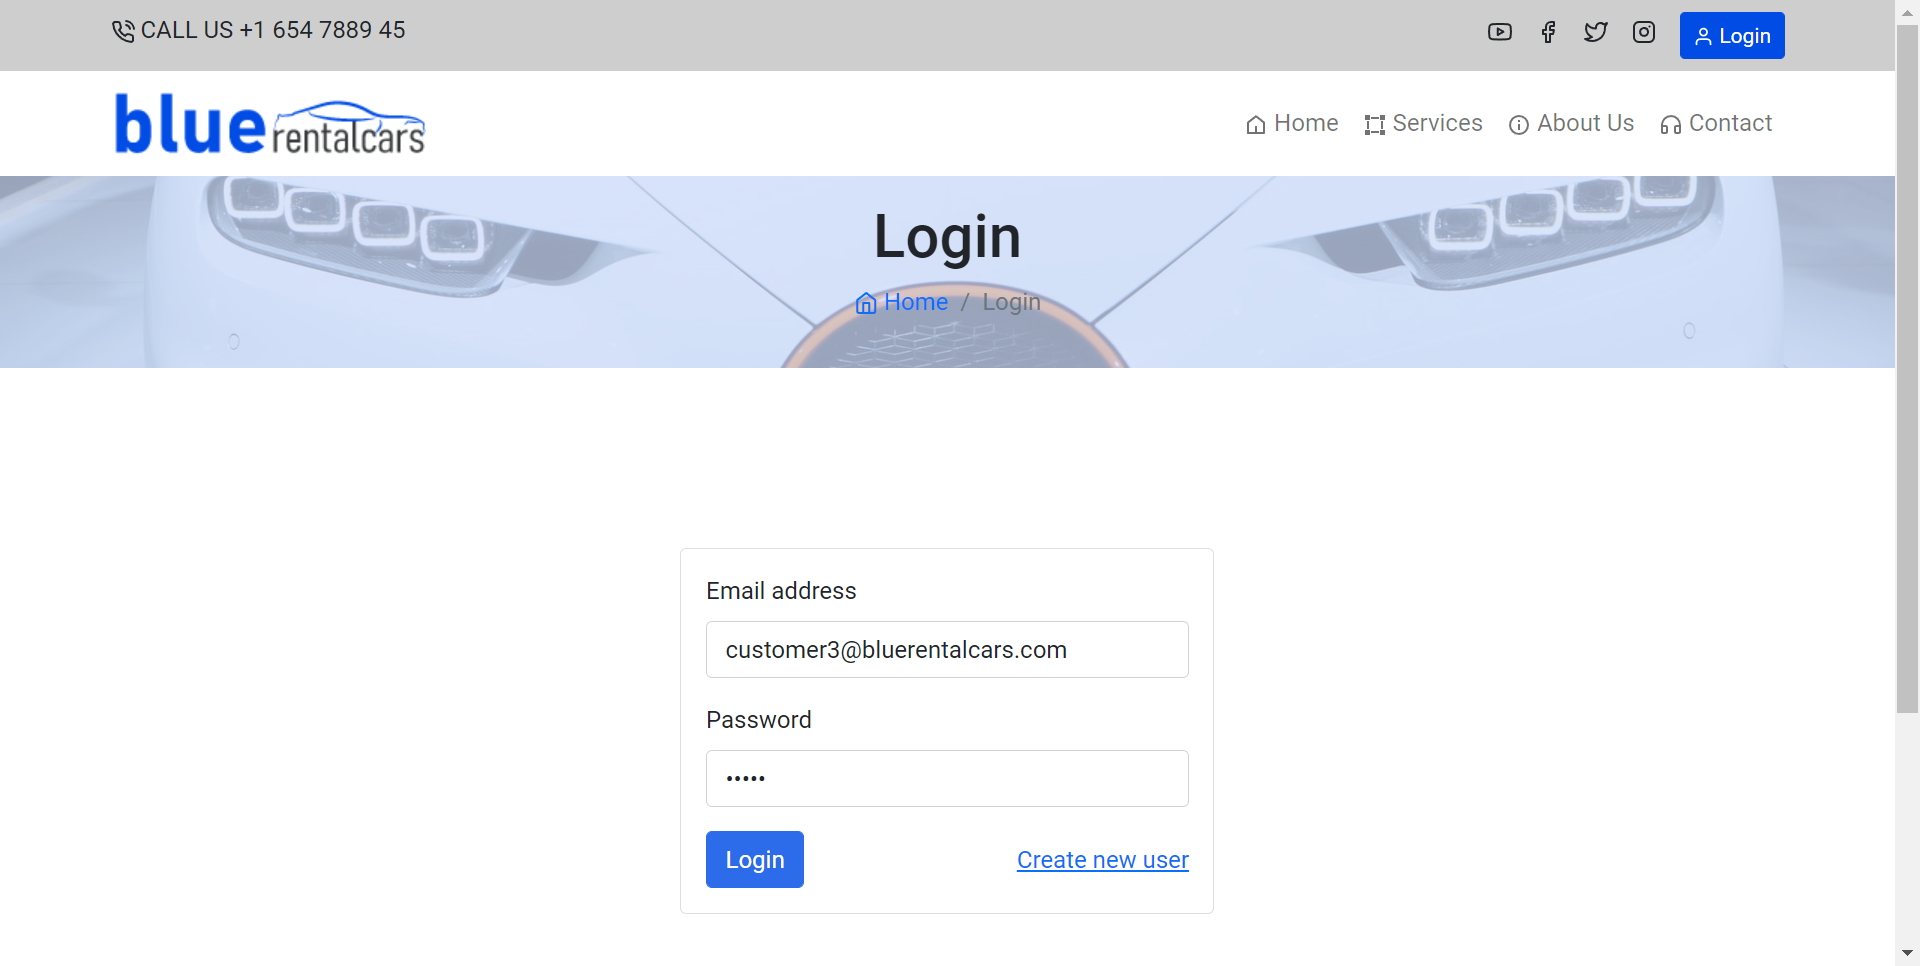 CALL US +1 654 7889 45
Login
blue rentalcars
Home
Services
About Us
Contact
Login
Home / Login
Email address
customer3@bluerentalcars.com
Password
•••••
Login
Create new user